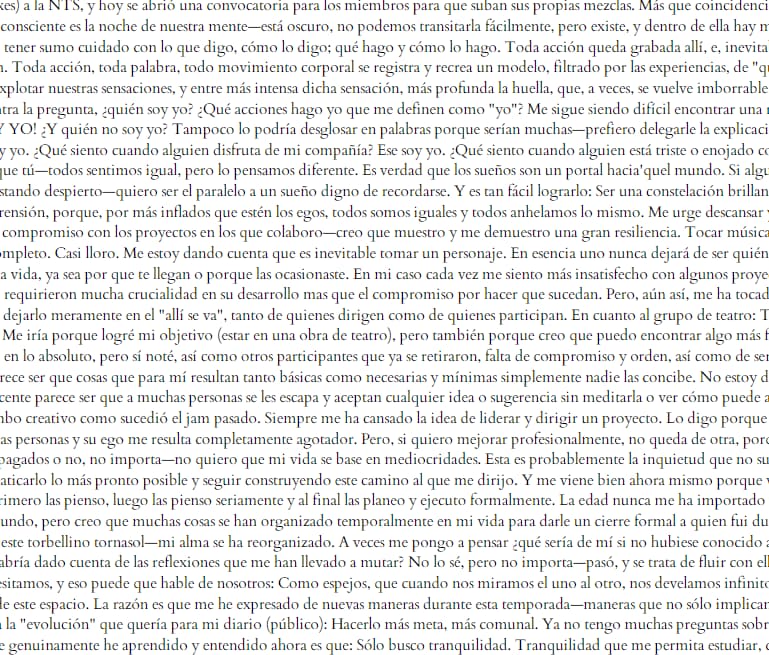 kes) a la NTS, y hoy se abrió una convocatoria para los miembros para que suban sus propias mezclas. Más que coincidenci
consciente es la noche de nuestra mente—está oscuro, no podemos transitarla fácilmente, pero existe, y dentro de ella hay m
tener sumo cuidado con lo que digo, cómo lo digo; qué hago y cómo lo hago. Toda acción queda grabada allí, e, inevita
n. Toda acción, toda palabra, todo movimiento corporal se registra y recrea un modelo, filtrado por las experiencias, de "qu
xplotar nuestras sensaciones, y entre más intensa dicha sensación, más profunda la huella, que, a veces, se vuelve imborrable
ntra la pregunta, ¿quién soy yo? ¿Qué acciones hago yo que me definen como "yo"? Me sigue siendo difícil encontrar una r
Y YO! ¿Y quién no soy yo? Tampoco lo podría desglosar en palabras porque serían muchas—prefiero delegarle la explicaci
y yo. ¿Qué siento cuando alguien disfruta de mi compañía? Ese soy yo. ¿Qué siento cuando alguien está triste o enojado co
que tú—todos sentimos igual, pero lo pensamos diferente. Es verdad que los sueños son un portal hacia'quel mundo. Si algu
stando despierto—quiero ser el paralelo a un sueño digno de recordarse. Y es tan fácil lograrlo: Ser una constelación brillan
rensión, porque, por más inflados que estén los egos, todos somos iguales y todos anhelamos lo mismo. Me urge descansar y
compromiso con los proyectos en los que colaboro—creo que muestro y me demuestro una gran resiliencia. Tocar música
ompleto. Casi lloro. Me estoy dando cuenta que es inevitable tomar un personaje. En esencia uno nunca dejará de ser quién
a vida, ya sea por que te llegan o porque las ocasionaste. En mi caso cada vez me siento más insatisfecho con algunos proye
requirieron mucha crucialidad en su desarrollo mas que el compromiso por hacer que sucedan. Pero, aún así, me ha tocad
dejarlo meramente en el "allí se va", tanto de quienes dirigen como de quienes participan. En cuanto al grupo de teatro: T
Me iría porque logré mi objetivo (estar en una obra de teatro), pero también porque creo que puedo encontrar algo más f
en lo absoluto, pero sí noté, así como otros participantes que ya se retiraron, falta de compromiso y orden, así como de ser
rece ser que cosas que para mí resultan tanto básicas como necesarias y mínimas simplemente nadie las concibe. No estoy d
cente parece ser que a muchas personas se les escapa y aceptan cualquier idea o sugerencia sin meditarla o ver cómo puede a
mbo creativo como sucedió el jam pasado. Siempre me ha cansado la idea de liderar y dirigir un proyecto. Lo digo porque
as personas y su ego me resulta completamente agotador. Pero, si quiero mejorar profesionalmente, no queda de otra, porq
pagados o no, no importa—no quiero que mi vida se base en mediocridades. Esta es probablemente la inquietud que no su
aticarlo lo más pronto posible y seguir construyendo este camino al que me dirijo. Y me viene bien ahora mismo porque v
rimero las pienso, luego las pienso seriamente y al final las planeo y ejecuto formalmente. La edad nunca me ha importado
undo, pero creo que muchas cosas se han organizado temporalmente en mi vida para darle un cierre formal a quien fui du
este torbellino tornasol—mi alma se ha reorganizado. A veces me pongo a pensar ¿qué sería de mí si no hubiese conocido a
abría dado cuenta de las reflexiones que me han llevado a mutar? No lo sé, pero no importa—pasó, y se trata de fluir con ell
esitamos, y eso puede que hable de nosotros: Como espejos, que cuando nos miramos el uno al otro, nos develamos infinito
de este espacio. La razón es que me he expresado de nuevas maneras durante esta temporada—maneras que no sólo implican
a la "evolución" que quería para mi diario (público): Hacerlo más meta, más comunal. Ya no tengo muchas preguntas sobr
e genuinamente he aprendido y entendido ahora es que: Sólo busco tranquilidad. Tranquilidad que me permita estudiar, c